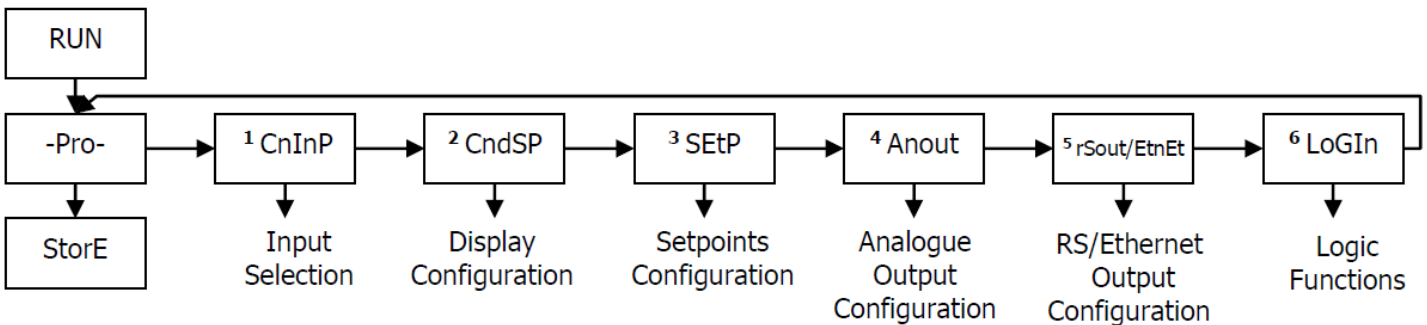 RUN
-Pro-
1 CnInP
2 CndSP
3 SEtP
4 Anout
5 rSout/EtnEt
6 LoGIn
StorE
Input
Selection
Display
Configuration
Setpoints
Configuration
Analogue
Output
Configuration
RS/Ethernet
Output
Configuration
Logic
Functions